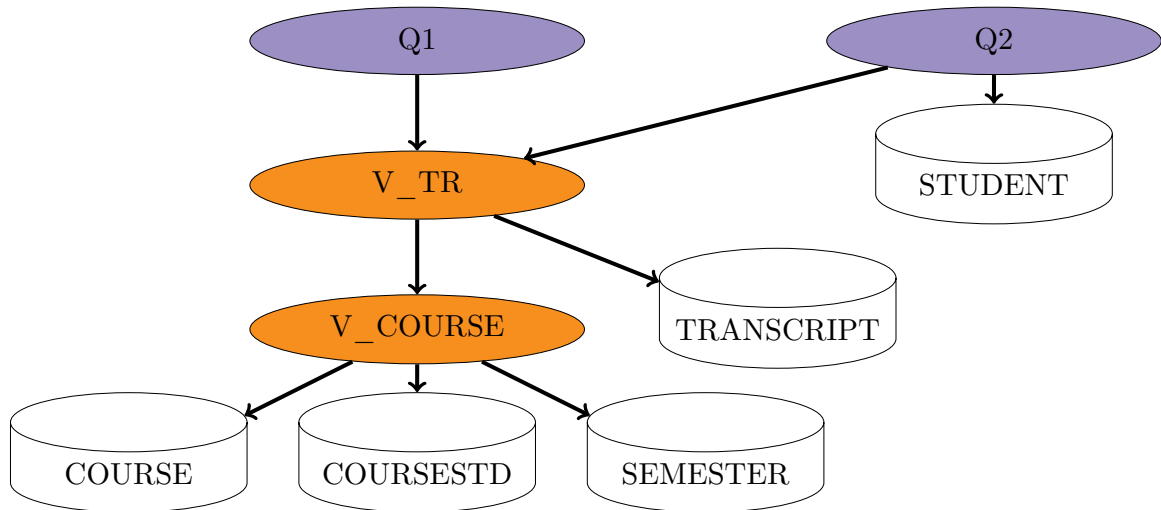 Q1
Q2
V_TR
STUDENT
V_COURSE
TRANSCRIPT
COURSE
COURSESTD
SEMESTER